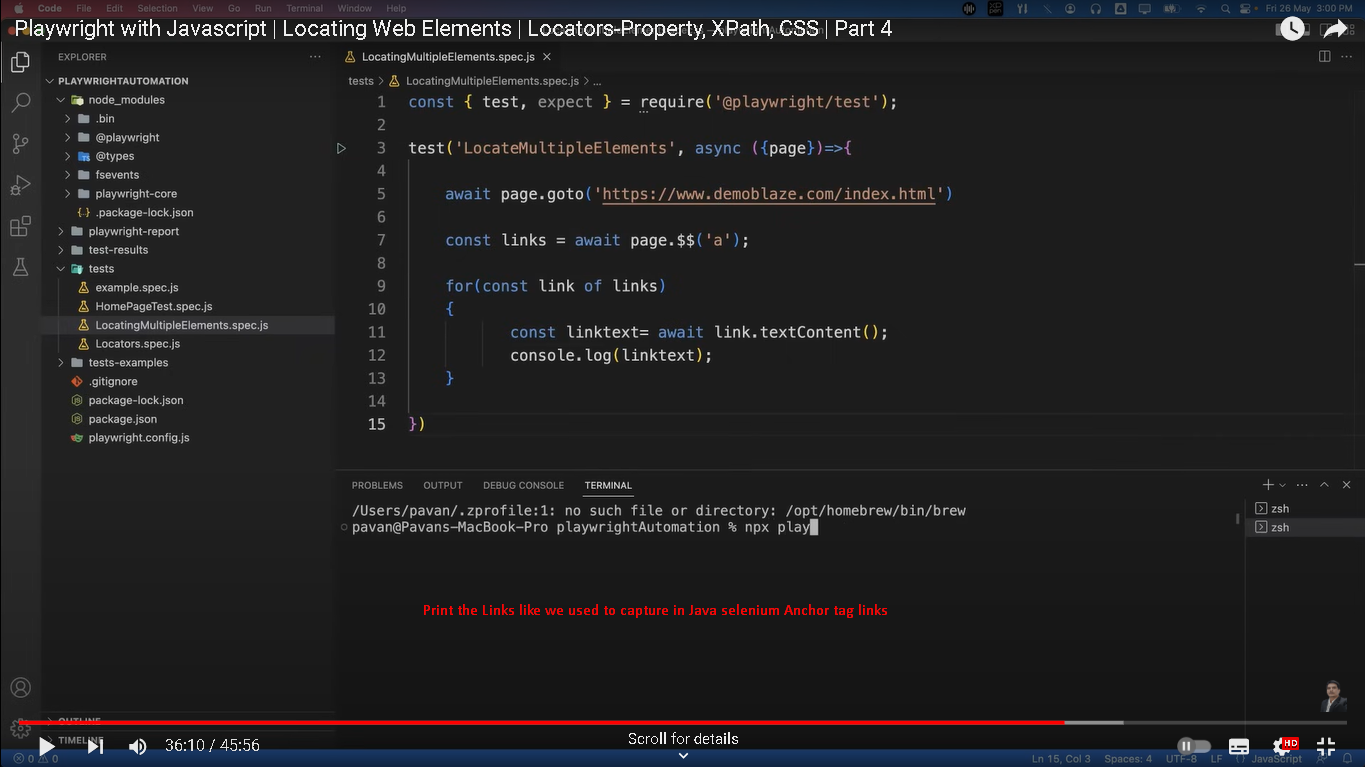 Code File Edit Selection View Go Run Terminal Window Help
Fri 26 May 3:00 PM
Playwright with Javascript | Locating Web Elements | Locators-Property, XPath, CSS | Part 4
EXPLORER
PLAYWRIGHTAUTOMATION
node_modules
.bin
@playwright
@types
fsevents
playwright-core
.package-lock.json
playwright-report
test-results
tests
example.spec.js
HomePageTest.spec.js
LocatingMultipleElements.spec.js
Locators.spec.js
tests-examples
.gitignore
package-lock.json
package.json
playwright.config.js
OUTLINE
TIMELINE
LocatingMultipleElements.spec.js
tests > LocatingMultipleElements.spec.js > ...
1 const { test, expect } = require('@playwright/test');
2
3 test('LocateMultipleElements', async ({page})=>{
4
5 await page.goto('https://www.demoblaze.com/index.html')
6
7 const links = await page.$$('a');
8
9 for(const link of links)
10 {
11 const linktext= await link.textContent();
12 console.log(linktext);
13 }
14
15 })
PROBLEMS OUTPUT DEBUG CONSOLE TERMINAL
/Users/pavan/.zprofile:1: no such file or directory: /opt/homebrew/bin/brew
pavan@Pavans-MacBook-Pro playwrightAutomation % npx play
zsh
zsh
Print the Links like we used to capture in Java selenium Anchor tag links
36:10 / 45:56
Scroll for details
HD
0 0
Ln 15, Col 3 Spaces: 4 UTF-8 LF {} JavaScript